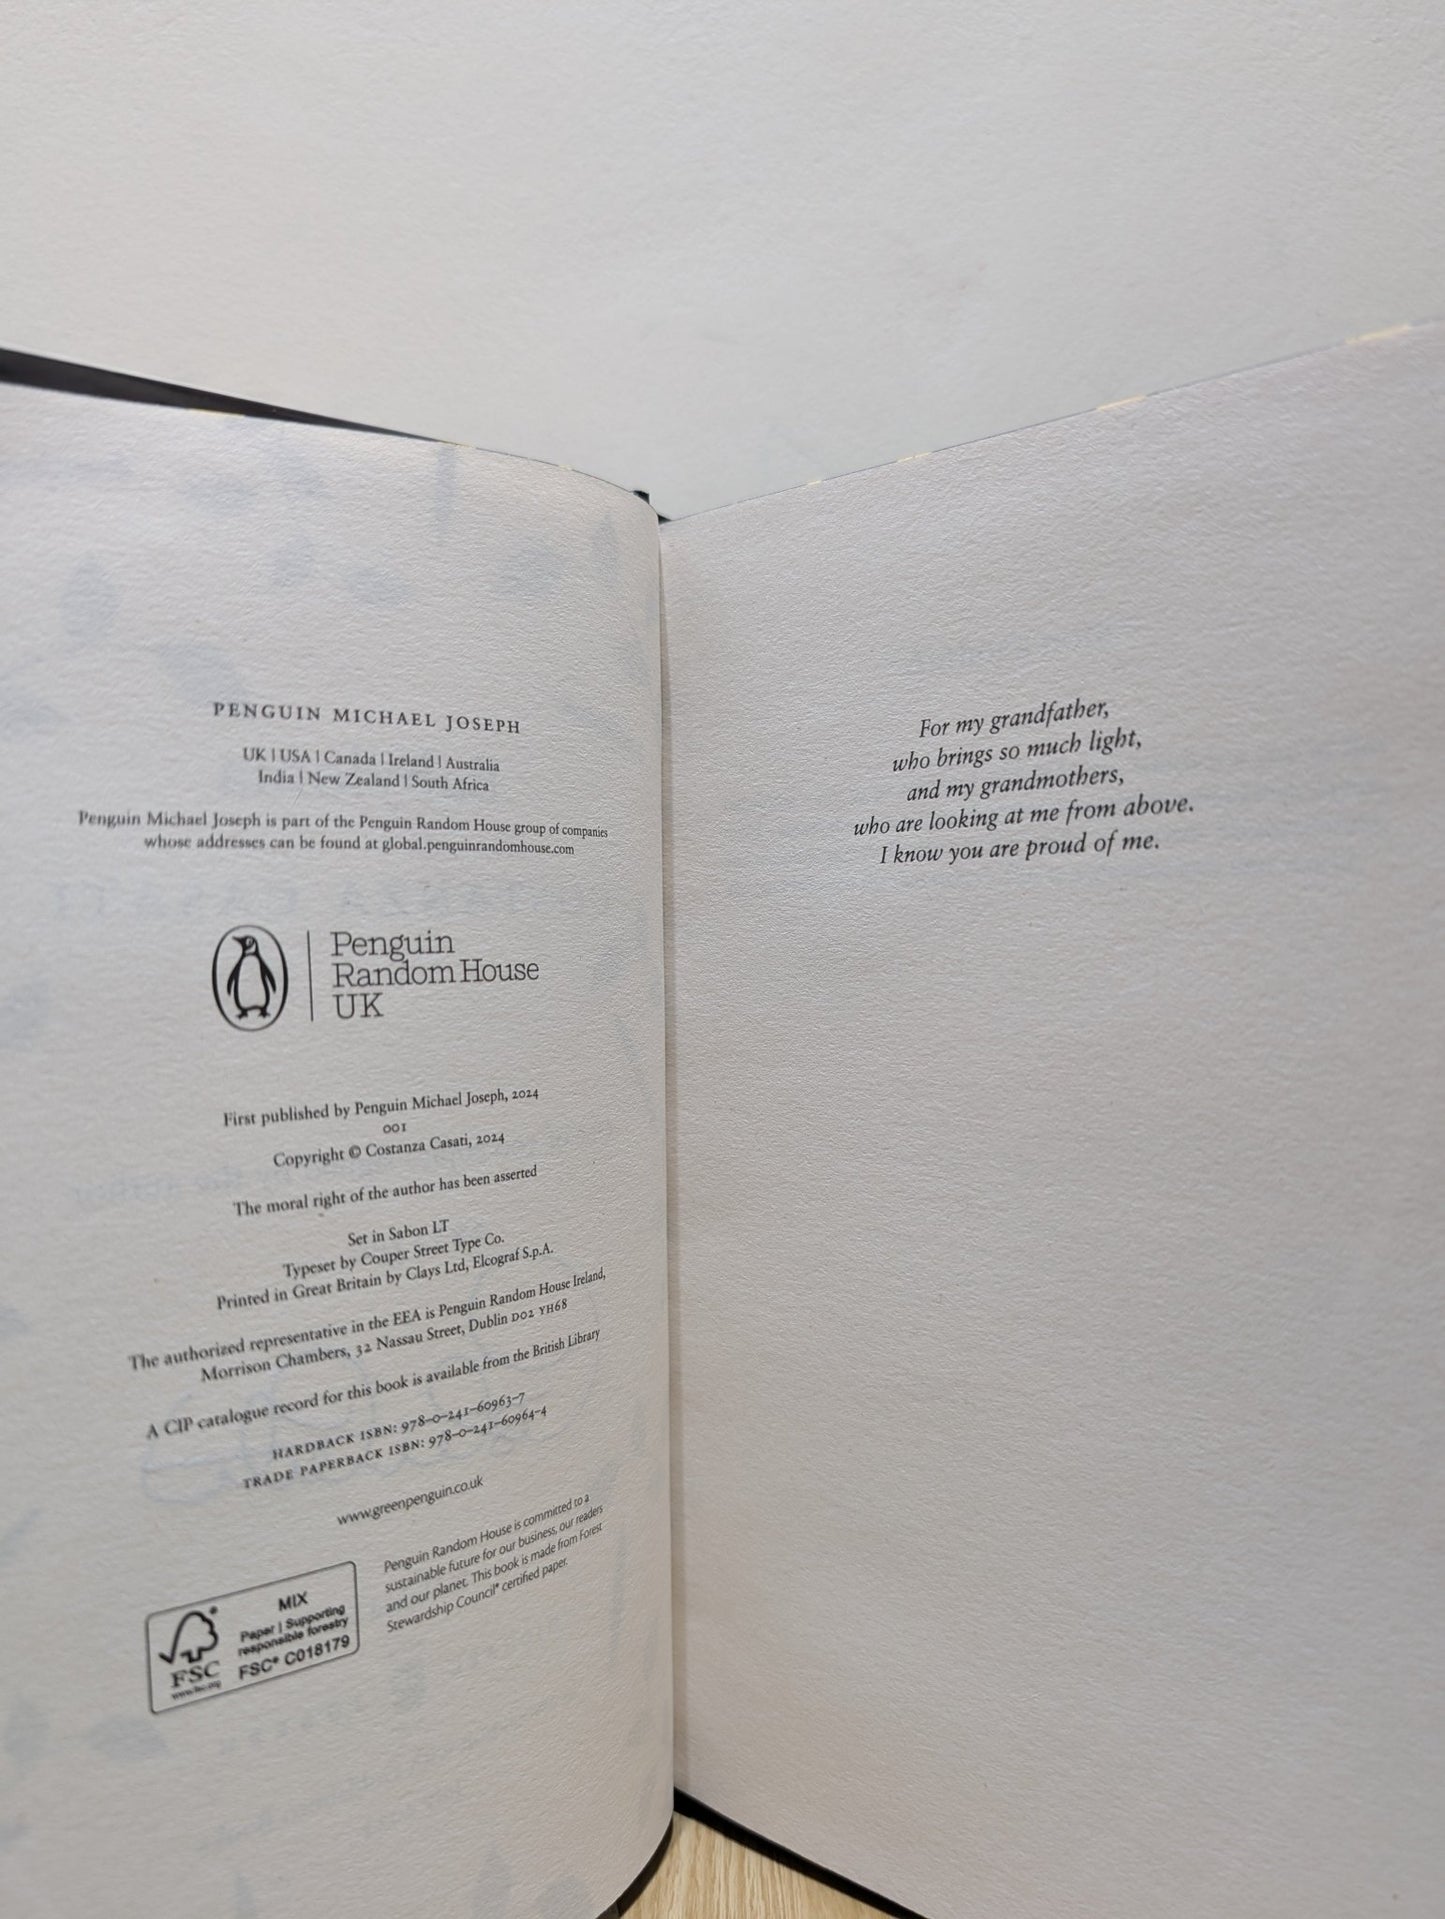 PENGUIN MICHAEL JOSEPH
UK | USA | Canada | Ireland | Australia
India | New Zealand | South Africa
Penguin Michael Joseph is part of the Penguin Random House group of companies
whose addresses can be found at global.penguinrandomhouse.com
Penguin
Random House
UK
First published by Penguin Michael Joseph, 2024
001
Copyright © Costanza Casati, 2024
The moral right of the author has been asserted
Set in Sabon LT
Typeset by Couper Street Type Co.
Printed in Great Britain by Clays Ltd, Elcograf S.p.A.
The authorized representative in the EEA is Penguin Random House Ireland,
Morrison Chambers, 32 Nassau Street, Dublin D02 YH68
A CIP catalogue record for this book is available from the British Library
HARDBACK ISBN: 978-0-241-60963-7
TRADE PAPERBACK ISBN: 978-0-241-60964-4
www.greenpenguin.co.uk
Penguin Random House is committed to a
sustainable future for our business, our readers
and our planet. This book is made from Forest
Stewardship Council® certified paper.
MIX
Paper | Supporting
responsible forestry
FSC® C018179
FSC
www.fsc.org
For my grandfather,
who brings so much light,
and my grandmothers,
who are looking at me from above.
I know you are proud of me.